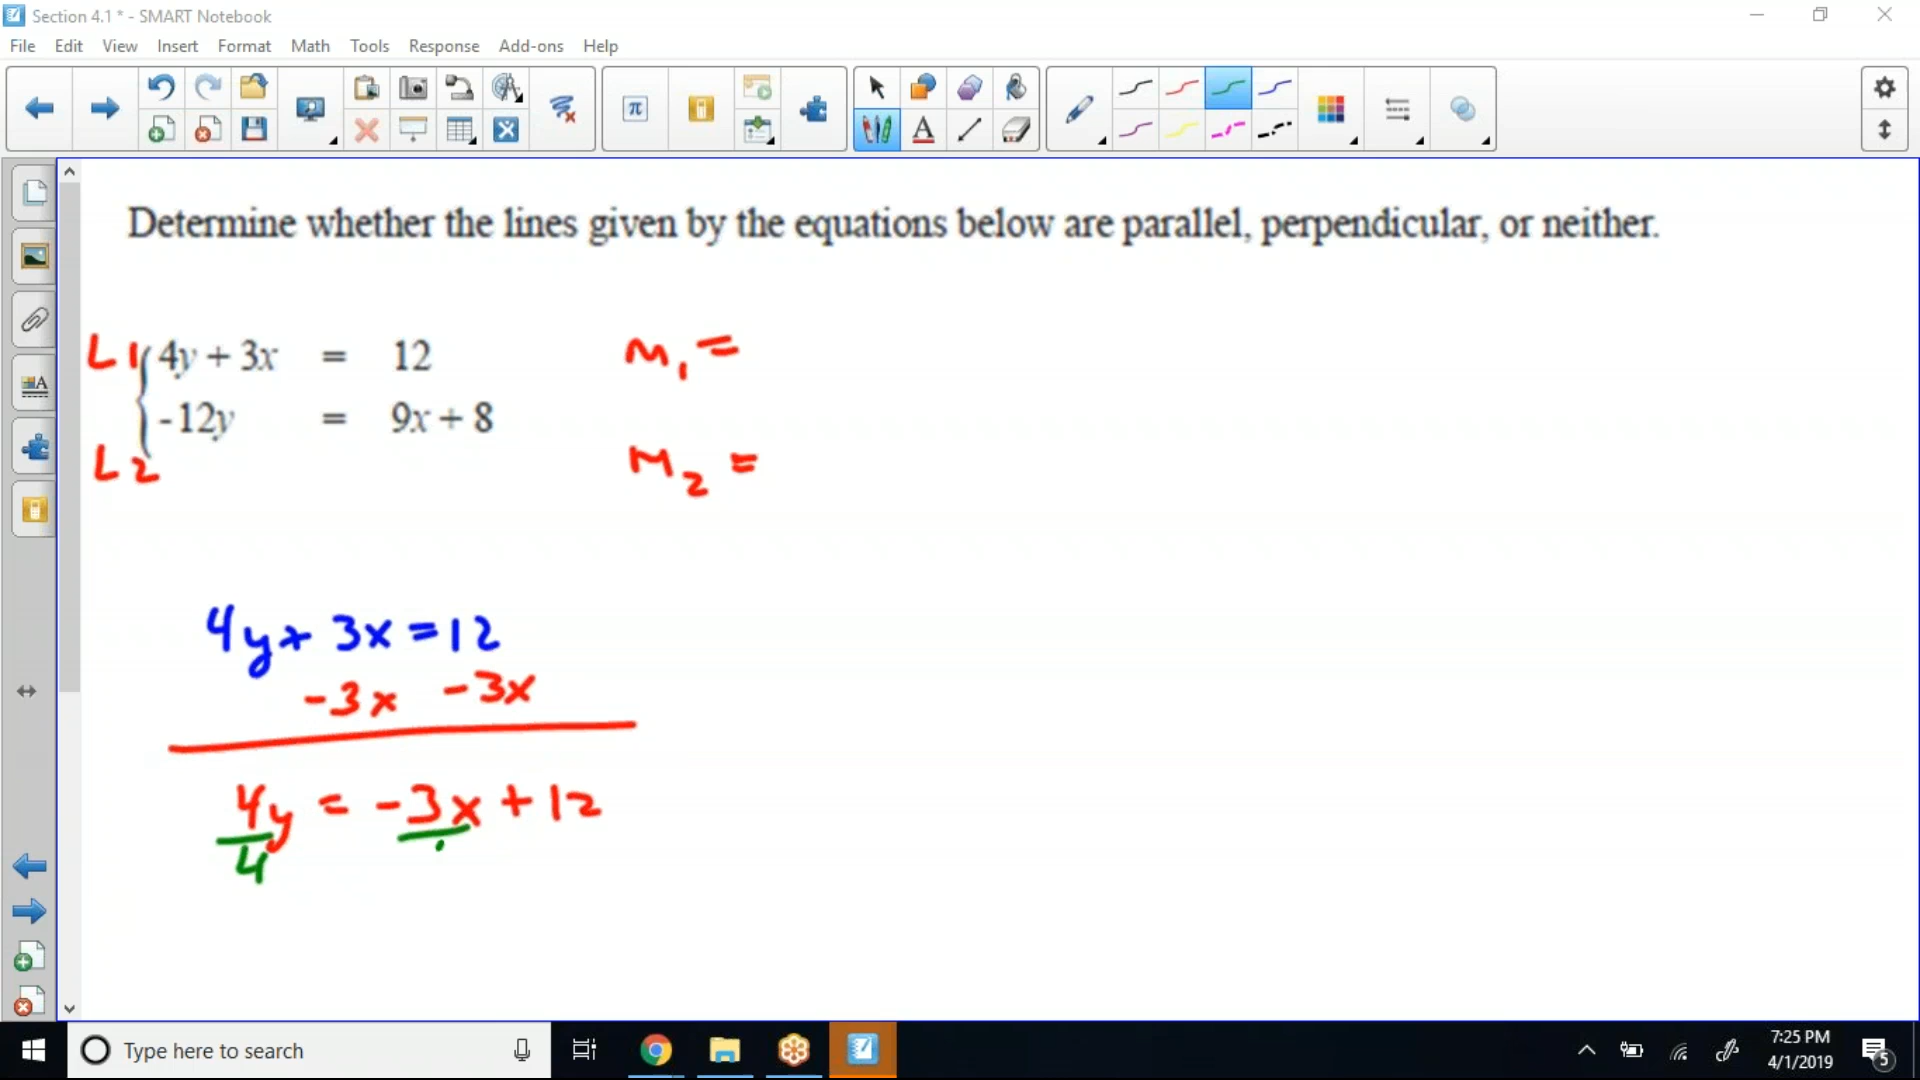 Section 4.1 * - SMART Notebook
File Edit View Insert Format Math Tools Response Add-ons Help
Determine whether the lines given by the equations below are parallel, perpendicular, or neither.
L1 4y + 3x = 12 m₁ =
-12y = 9x + 8
L2 m₂ =
4y + 3x = 12
-3x -3x
4y = -3x + 12
4
Type here to search
7:25 PM
4/1/2019
5